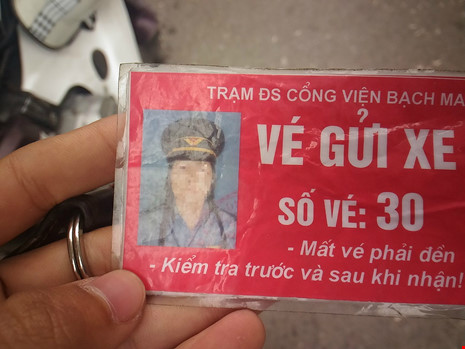 TRẠM ĐS CỔNG VIỆN BẠCH MA
VÉ GỬI XE
SỐ VÉ: 30
- Mất vé phải đền
- Kiểm tra trước và sau khi nhận!